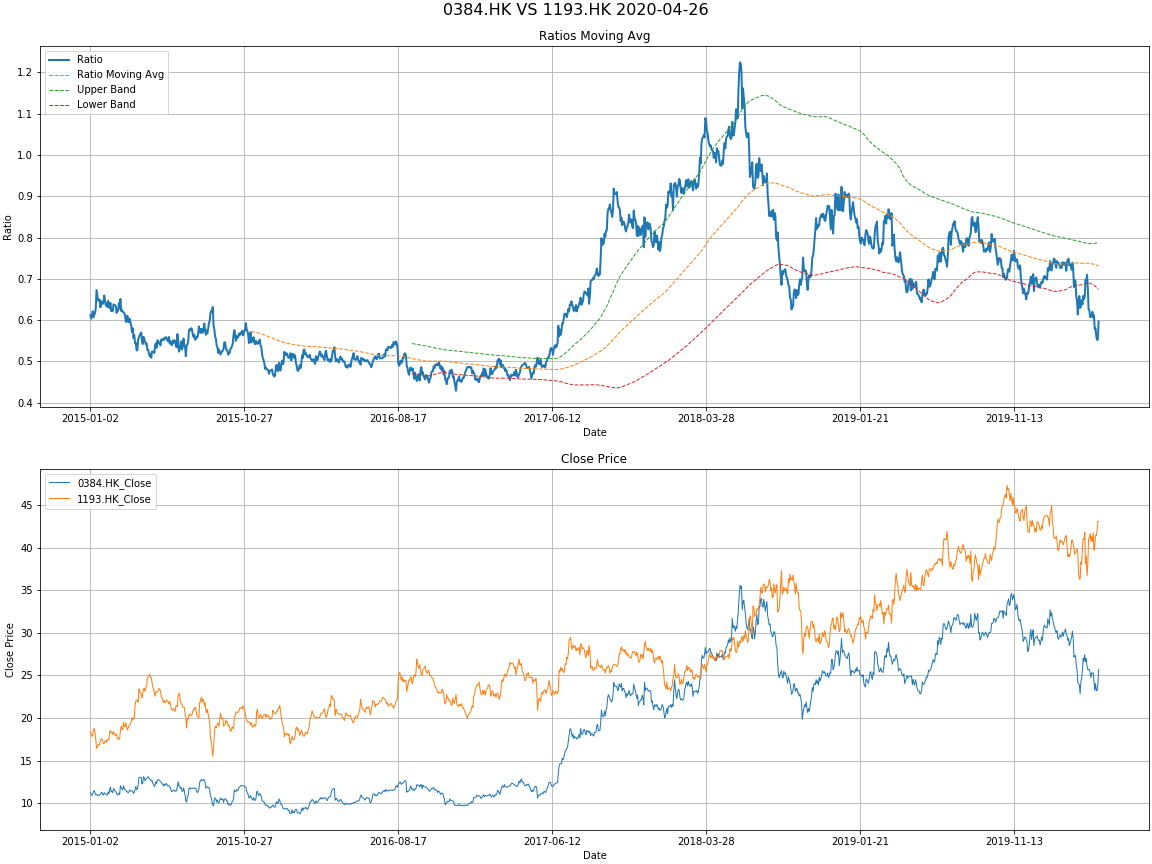 0384.HK VS 1193.HK 2020-04-26
Ratios Moving Avg
Ratio
Ratio Moving Avg
Upper Band
Lower Band
1.2
1.1
1.0
0.9
0.8
0.7
0.6
0.5
0.4
Ratio
2015-01-02
2015-10-27
2016-08-17
2017-06-12
2018-03-28
2019-01-21
2019-11-13
Date
Close Price
0384.HK_Close
1193.HK_Close
45
40
35
30
25
20
15
10
Close Price
2015-01-02
2015-10-27
2016-08-17
2017-06-12
2018-03-28
2019-01-21
2019-11-13
Date